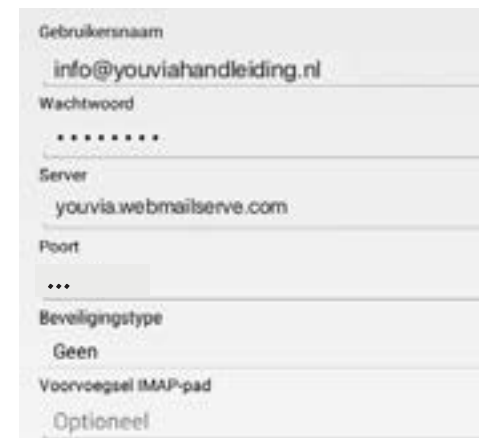 Gebruikersnaam
info@youviahandleiding.nl
Wachtwoord
••••••••
Server
youvia.webmailserve.com
Poort
...
Beveiligingstype
Geen
Voorvoegsel IMAP-pad
Optioneel